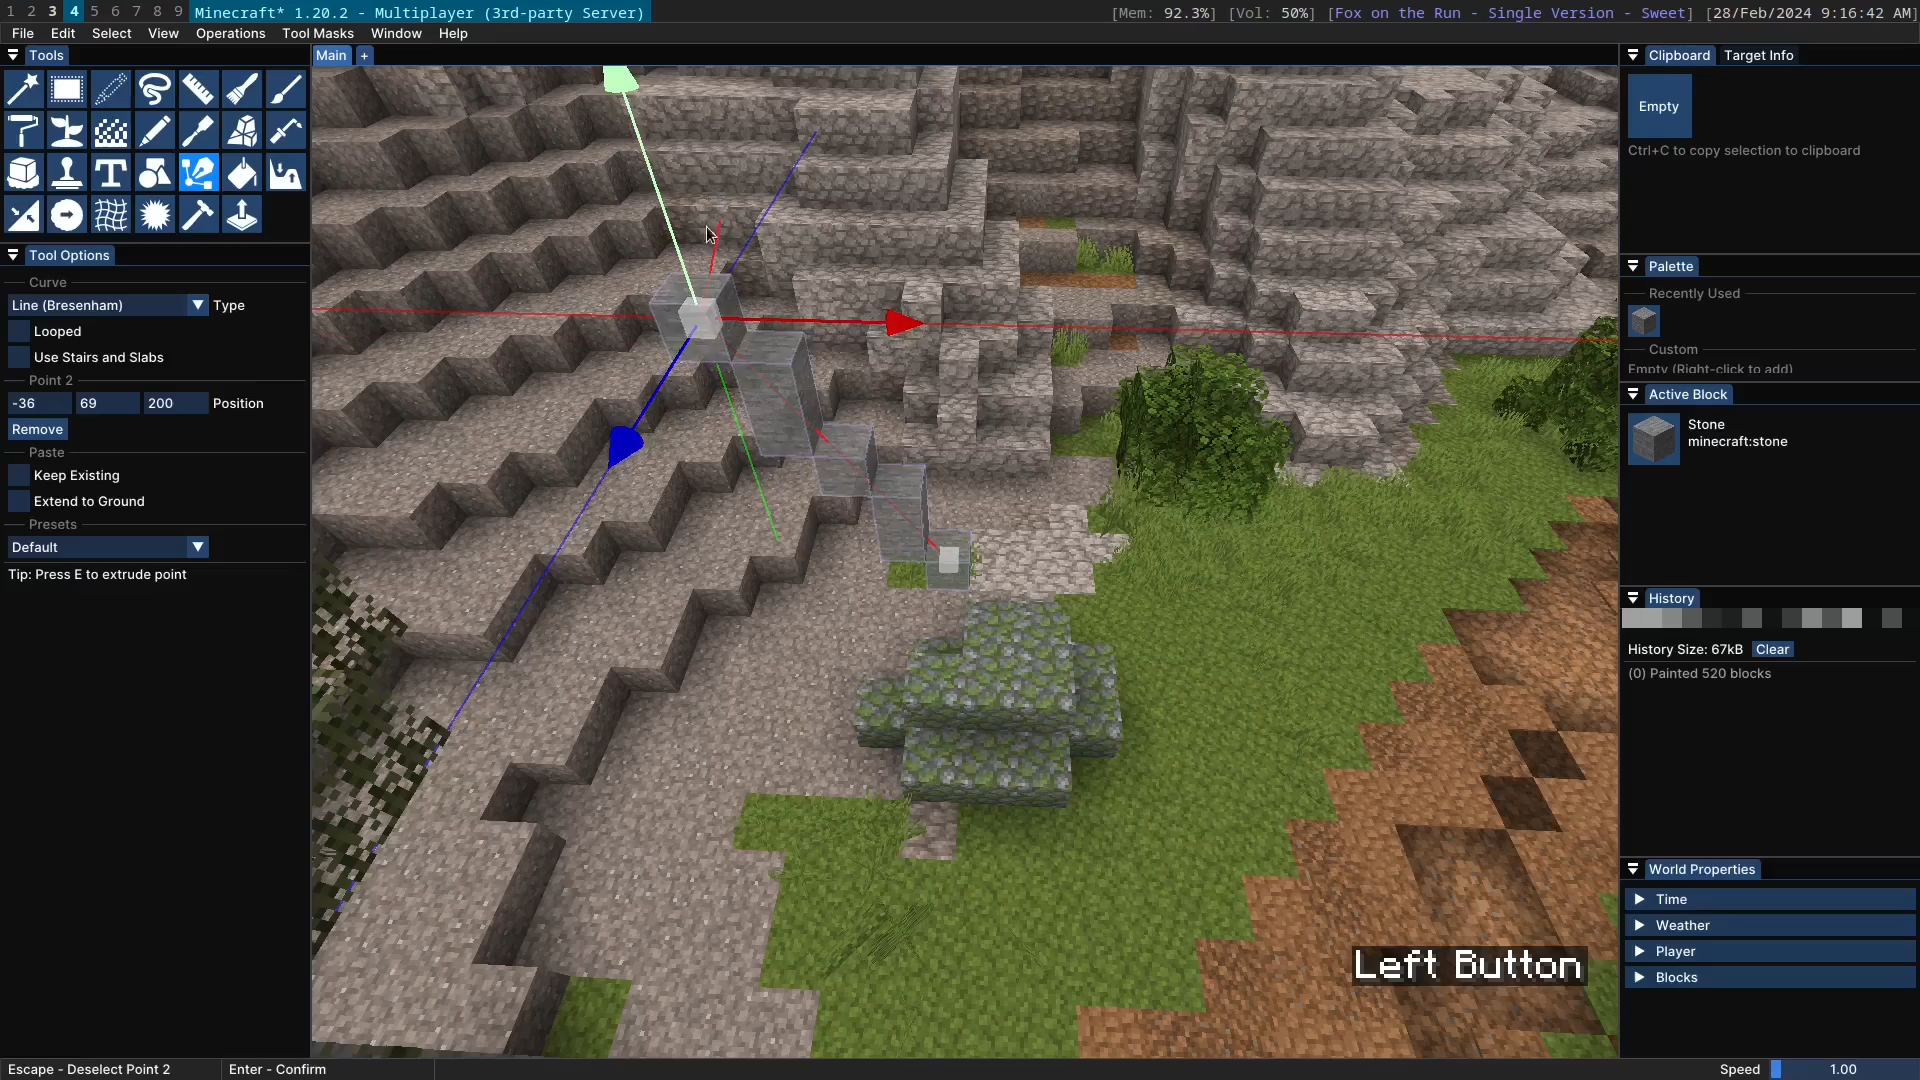 1 2 3 4 5 6 7 8 9 Minecraft* 1.20.2 - Multiplayer (3rd-party Server) [Mem: 92.3%] [Vol: 50%] [Fox on the Run - Single Version - Sweet] [28/Feb/2024 9:16:42 AM]
File Edit Select View Operations Tool Masks Window Help
Tools
Main +
Clipboard Target Info
Empty
Ctrl+C to copy selection to clipboard
Tool Options
Curve
Line (Bresenham) Type
Looped
Use Stairs and Slabs
Point 2
-36 69 200 Position
Remove
Paste
Keep Existing
Extend to Ground
Presets
Default
Tip: Press E to extrude point
Palette
Recently Used
Custom
Empty (Right-click to add)
Active Block
Stone
minecraft:stone
History
History Size: 67kB Clear
(0) Painted 520 blocks
World Properties
Time
Weather
Player
Blocks
Left Button
Escape - Deselect Point 2 Enter - Confirm Speed 1.00